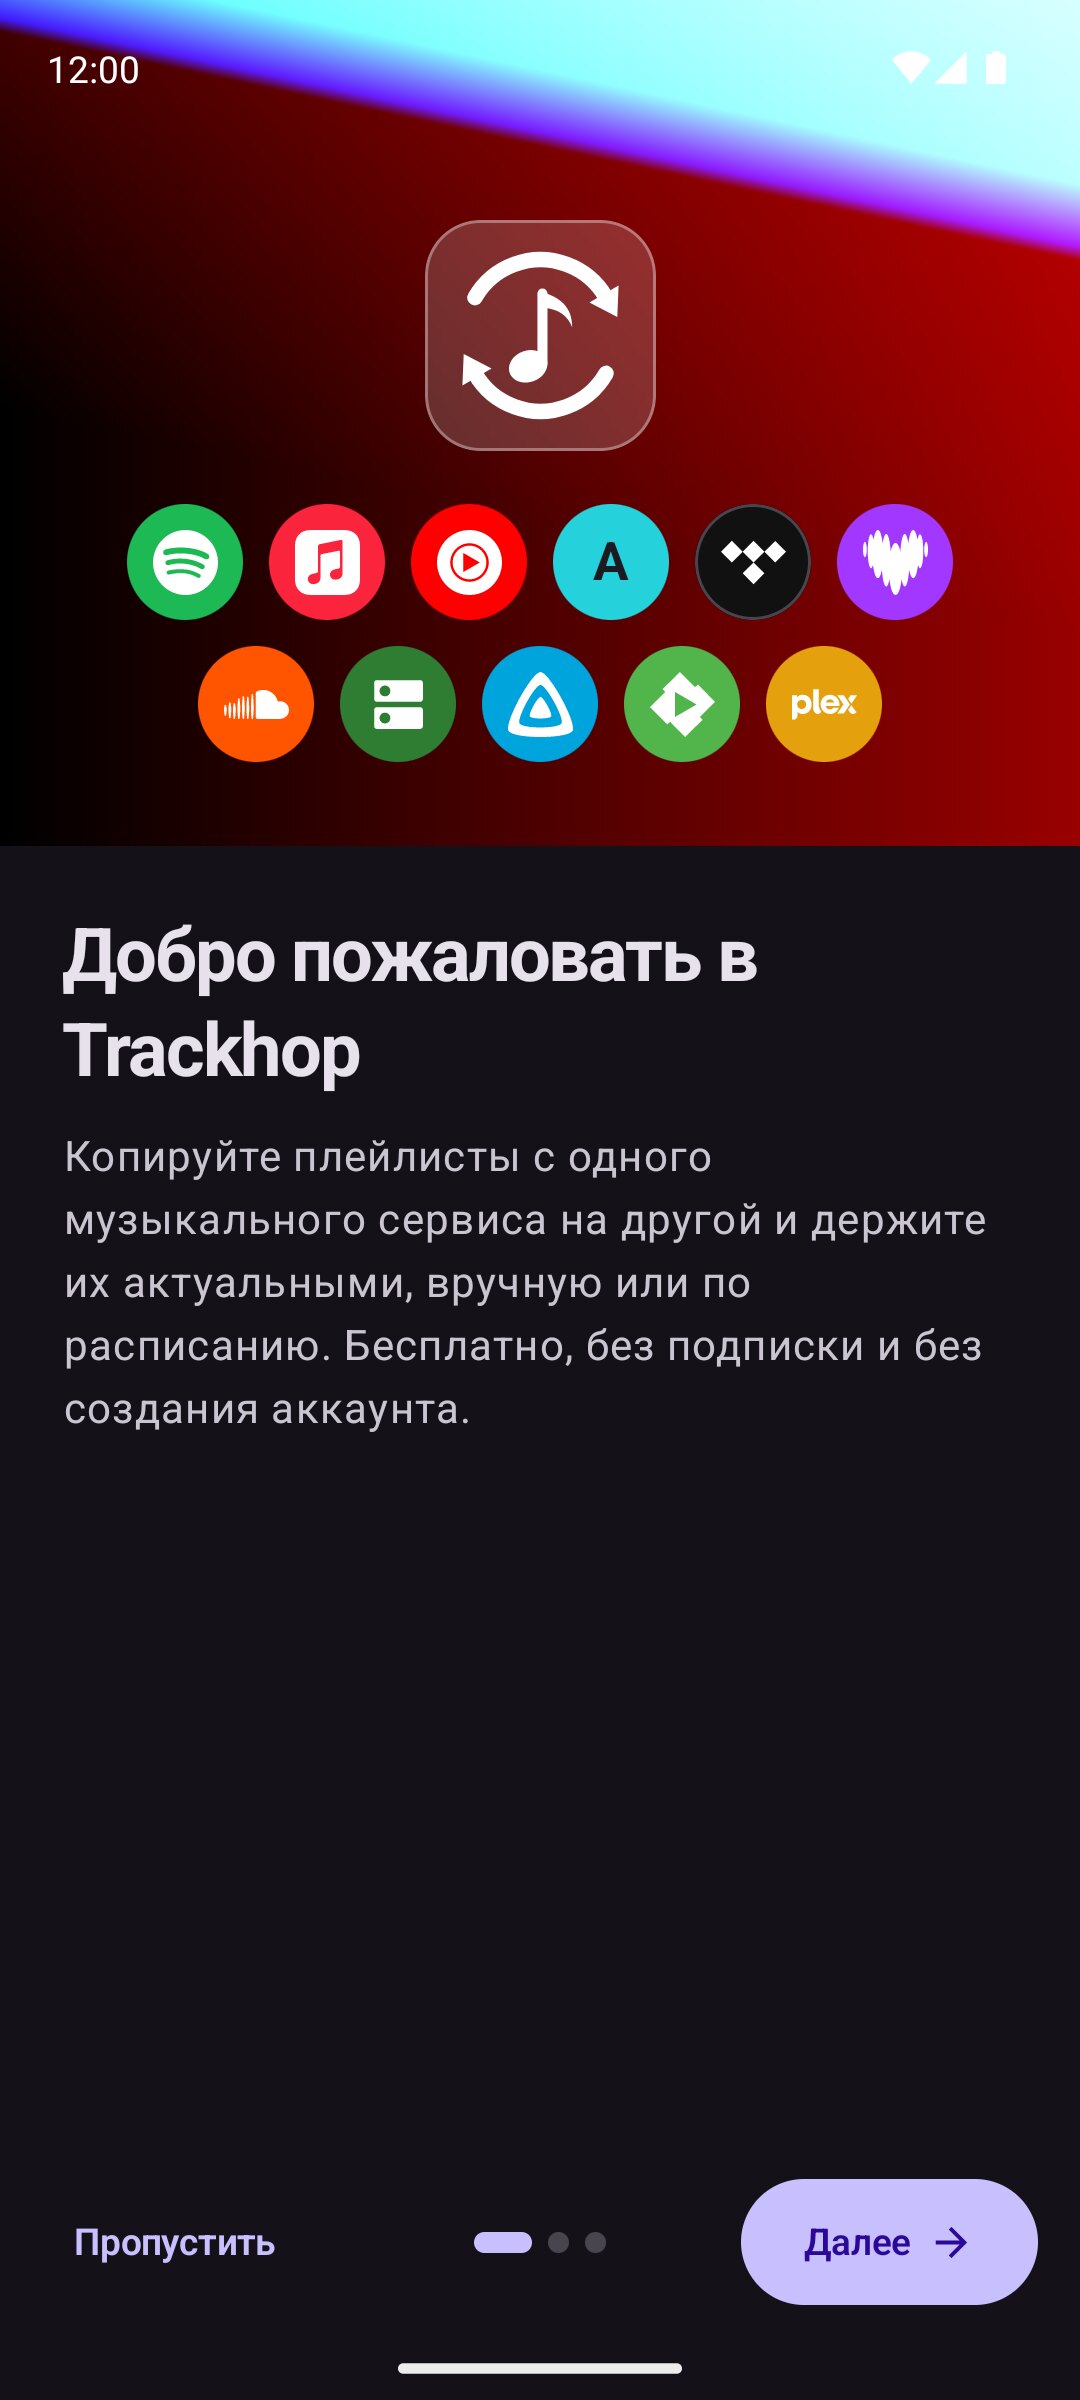 12:00
A
plex
Добро пожаловать в
Trackhop
Копируйте плейлисты с одного
музыкального сервиса на другой и держите
их актуальными, вручную или по
расписанию. Бесплатно, без подписки и без
создания аккаунта.
Пропустить
Далее